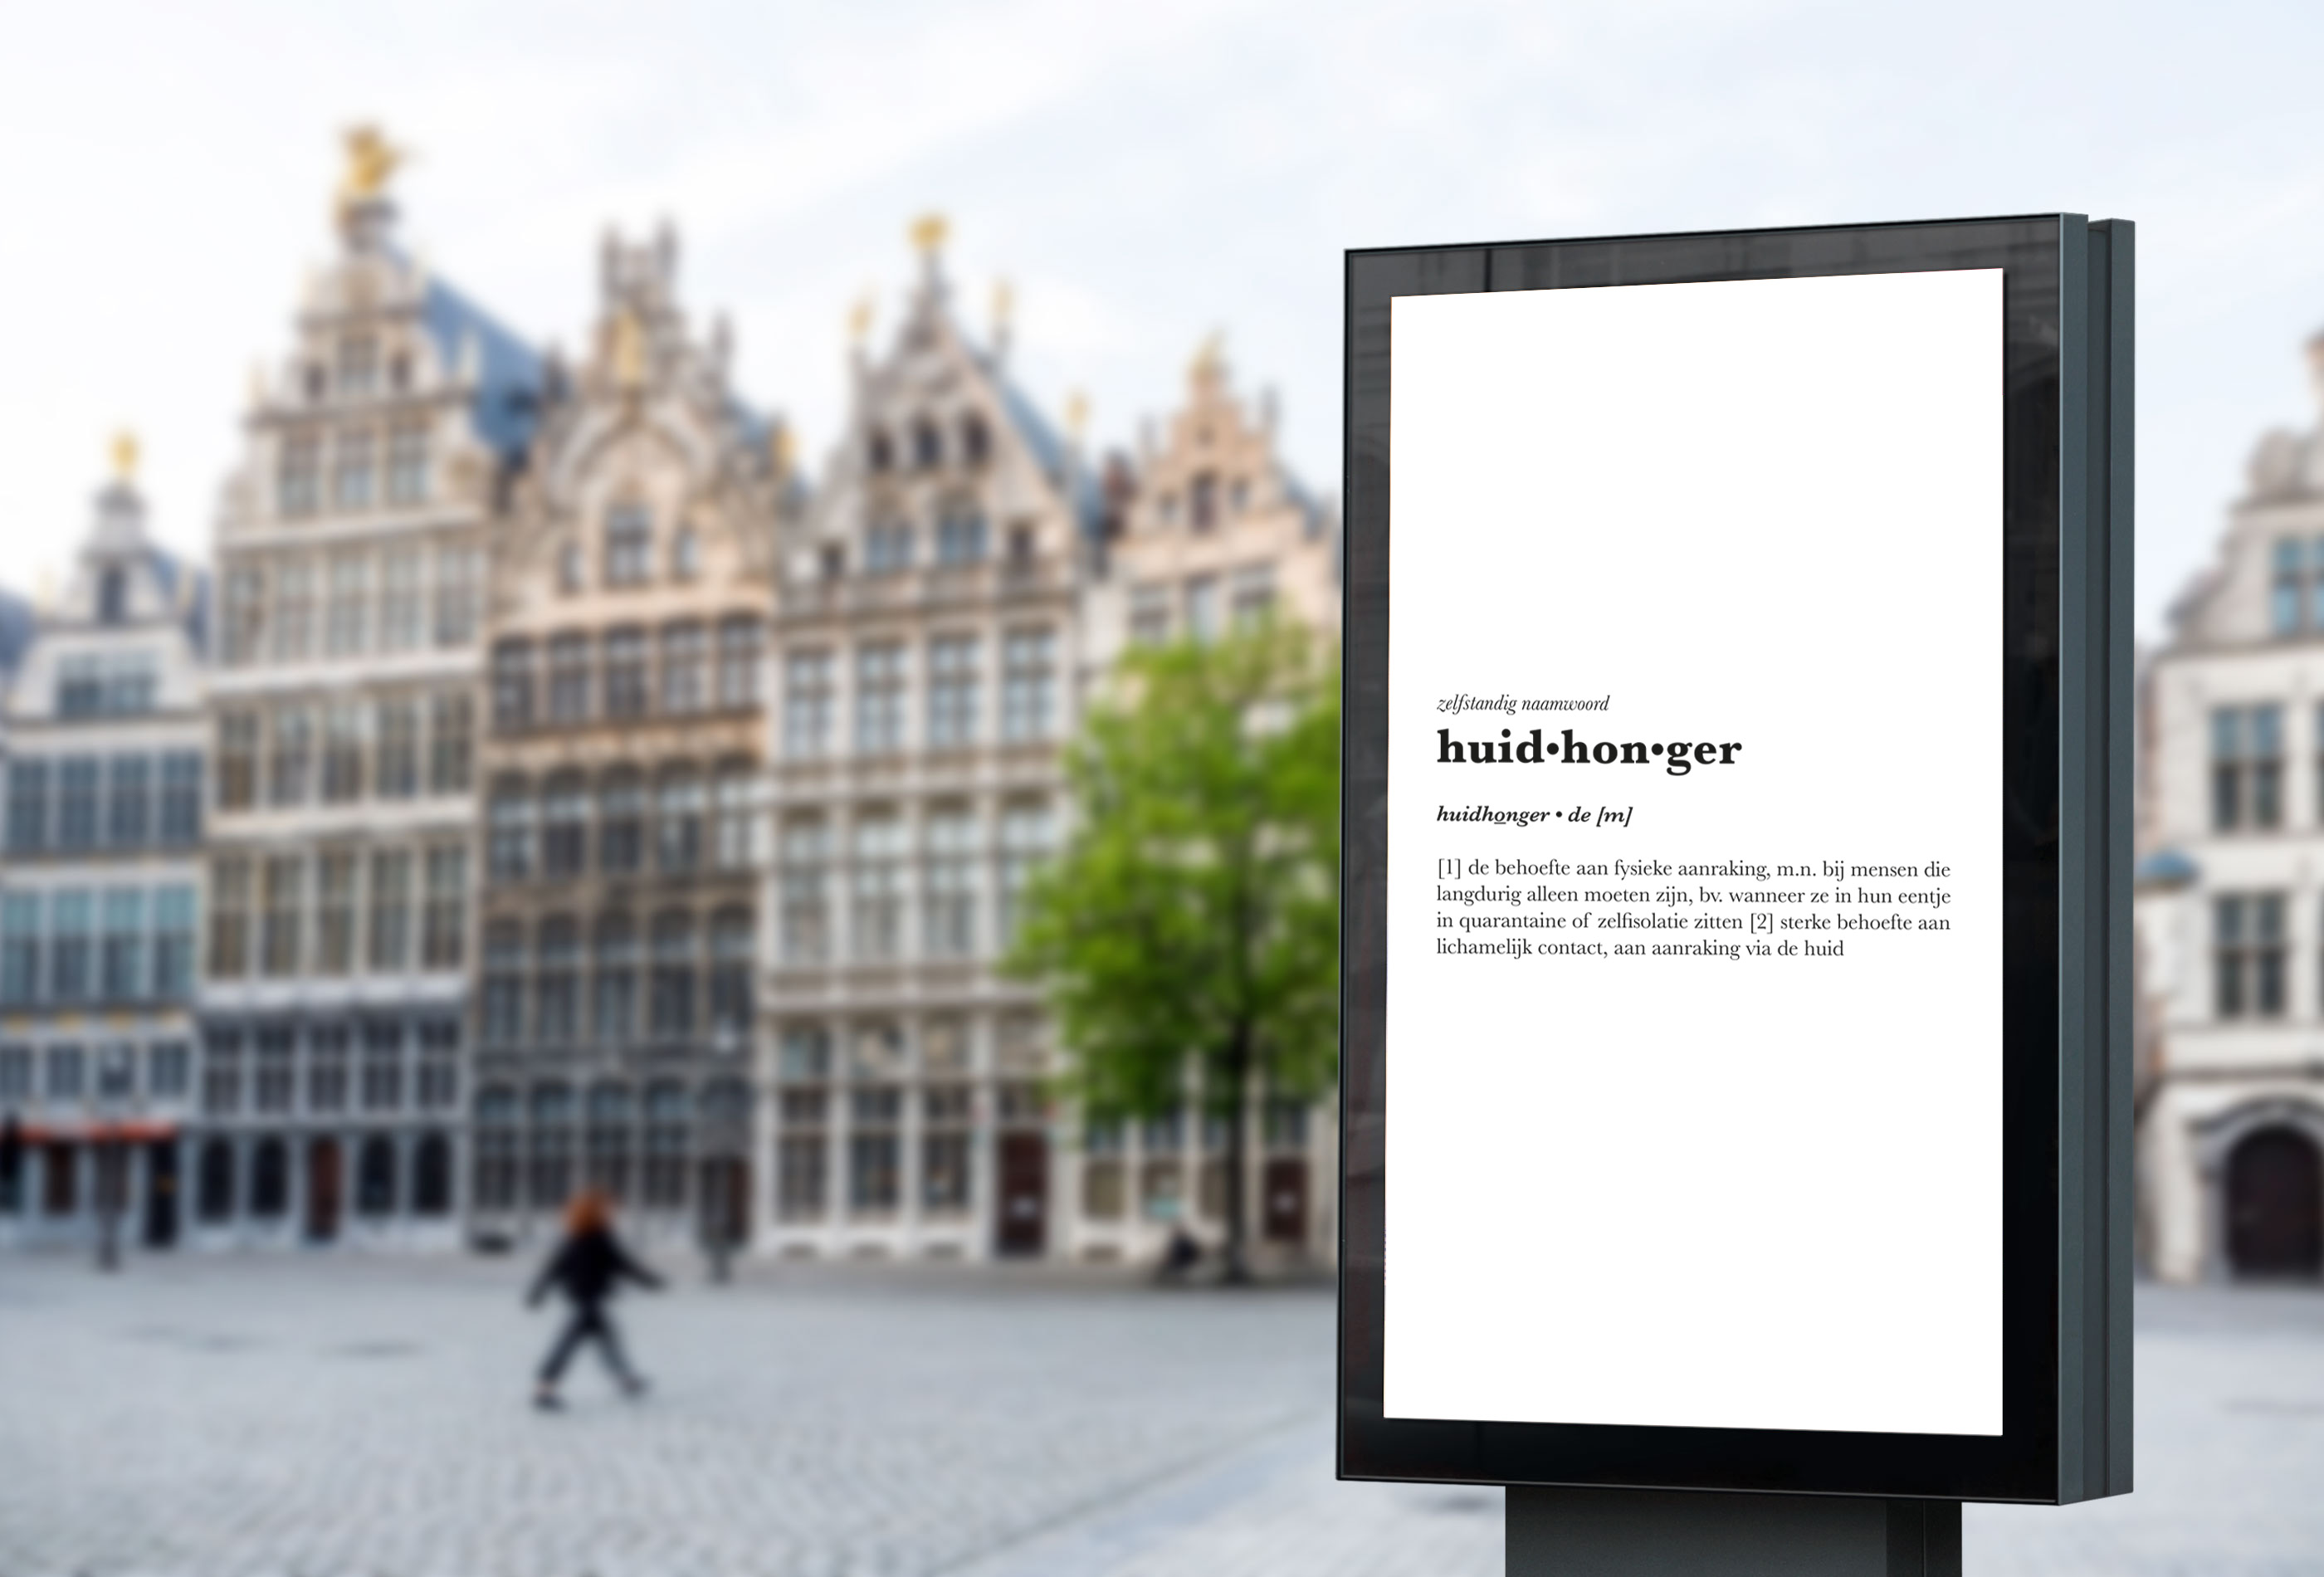 zelfstandig naamwoord
huid•hon•ger
huidhonger • de [m]
[1] de behoefte aan fysieke aanraking, m.n. bij mensen die
langdurig alleen moeten zijn, bv. wanneer ze in hun eentje
in quarantaine of zelfisolatie zitten [2] sterke behoefte aan
lichamelijk contact, aan aanraking via de huid